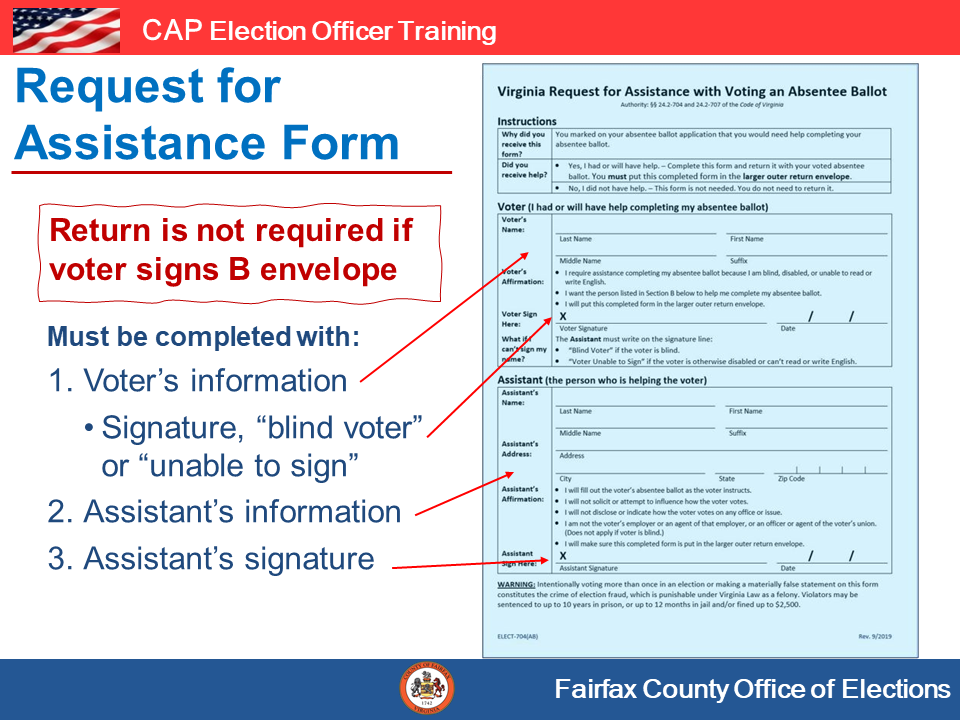 CAP Election Officer Training
Request for
Assistance Form
Return is not required if
voter signs B envelope
Must be completed with:
1. Voter’s information
• Signature, “blind voter”
or “unable to sign”
2. Assistant’s information
3. Assistant’s signature
Virginia Request for Assistance with Voting an Absentee Ballot
Authority: §§ 24.2-704 and 24.2-707 of the Code of Virginia
Instructions
Why did you
receive this
form?
You marked on your absentee ballot application that you would need help completing your
absentee ballot.
Did you
receive help?
• Yes, I had or will have help. – Complete this form and return it with your voted absentee
ballot. You must put this completed form in the larger outer return envelope.
• No, I did not have help. – This form is not needed. You do not need to return it.
Voter (I had or will have help completing my absentee ballot)
Voter’s
Name:
Last Name First Name
Middle Name Suffix
Voter’s
Affirmation:
• I require assistance completing my absentee ballot because I am blind, disabled, or unable to read or
write English.
• I want the person listed in Section B below to help me complete my absentee ballot.
• I will put this completed form in the larger outer return envelope.
Voter Sign
Here:
X / /
Voter Signature Date
What if I
can’t sign my
name?
The Assistant must write on the signature line:
• “Blind Voter” if the voter is blind.
• “Voter Unable to Sign” if the voter is otherwise disabled or can’t read or write English.
Assistant (the person who is helping the voter)
Assistant’s
Name:
Last Name First Name
Middle Name Suffix
Assistant’s
Address:
Address
City State Zip Code
Assistant’s
Affirmation:
• I will fill out the voter’s absentee ballot as the voter instructs.
• I will not solicit or attempt to influence how the voter votes.
• I will not disclose or indicate how the voter votes on any office or issue.
• I am not the voter’s employer or an agent of that employer, or an officer or agent of the voter’s union.
(Does not apply if voter is blind.)
• I will make sure this completed form is put in the larger outer return envelope.
Assistant
Sign Here:
X / /
Assistant Signature Date
WARNING: Intentionally voting more than once in an election or making a materially false statement on this form
constitutes the crime of election fraud, which is punishable under Virginia Law as a felony. Violators may be
sentenced to up to 10 years in prison, or up to 12 months in jail and/or fined up to $2,500.
ELECT-704(AB) Rev. 9/2019
COUNTY OF FAIRFAX
1742
VIRGINIA
Fairfax County Office of Elections